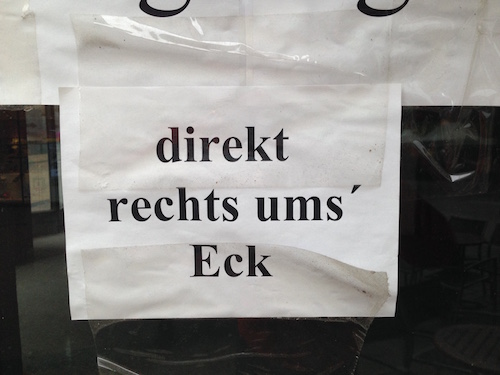 direkt
rechts ums´
Eck